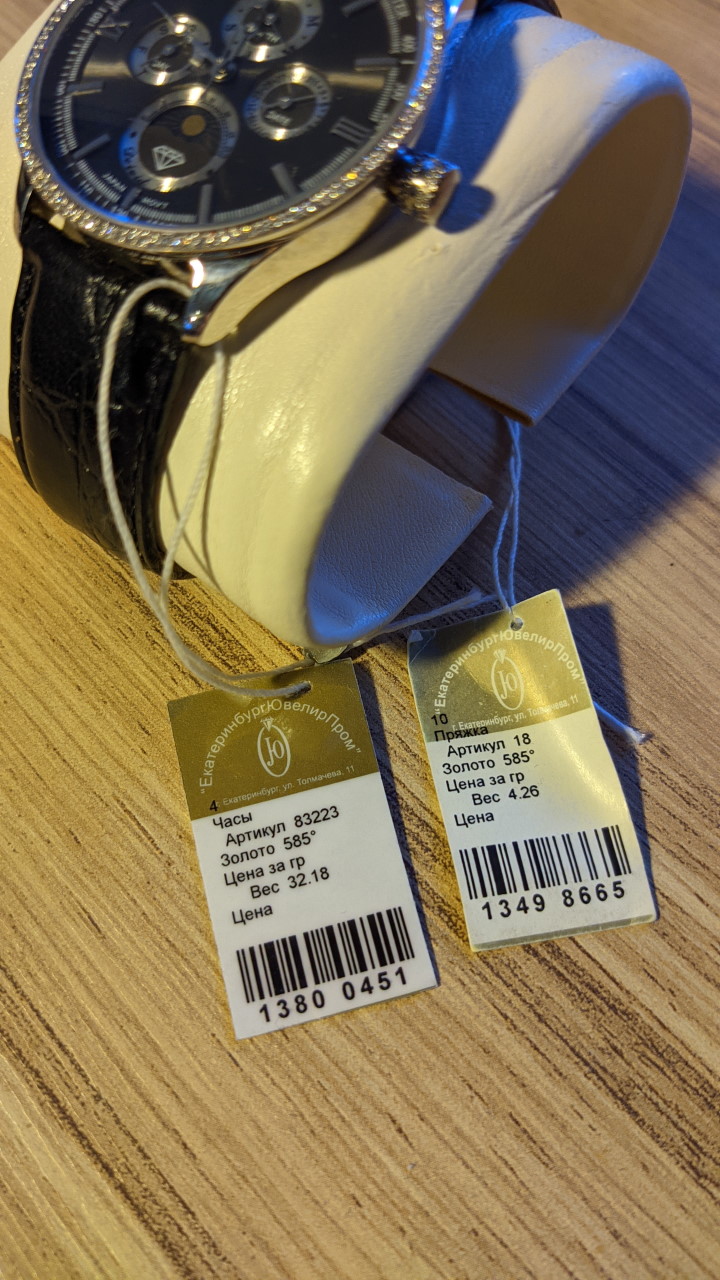 JAPAN MOVT
"ЕкатеринбургЮвелирПром"
Jo
г. Екатеринбург, ул. Толмачева, 11
4
Часы
Артикул 83223
Золото 585°
Цена за гр
Вес 32.18
Цена
1380 0451
"ЕкатеринбургЮвелирПром"
Jo
г. Екатеринбург, ул. Толмачева, 11
10
Пряжка
Артикул 18
Золото 585°
Цена за гр
Вес 4.26
Цена
1349 8665